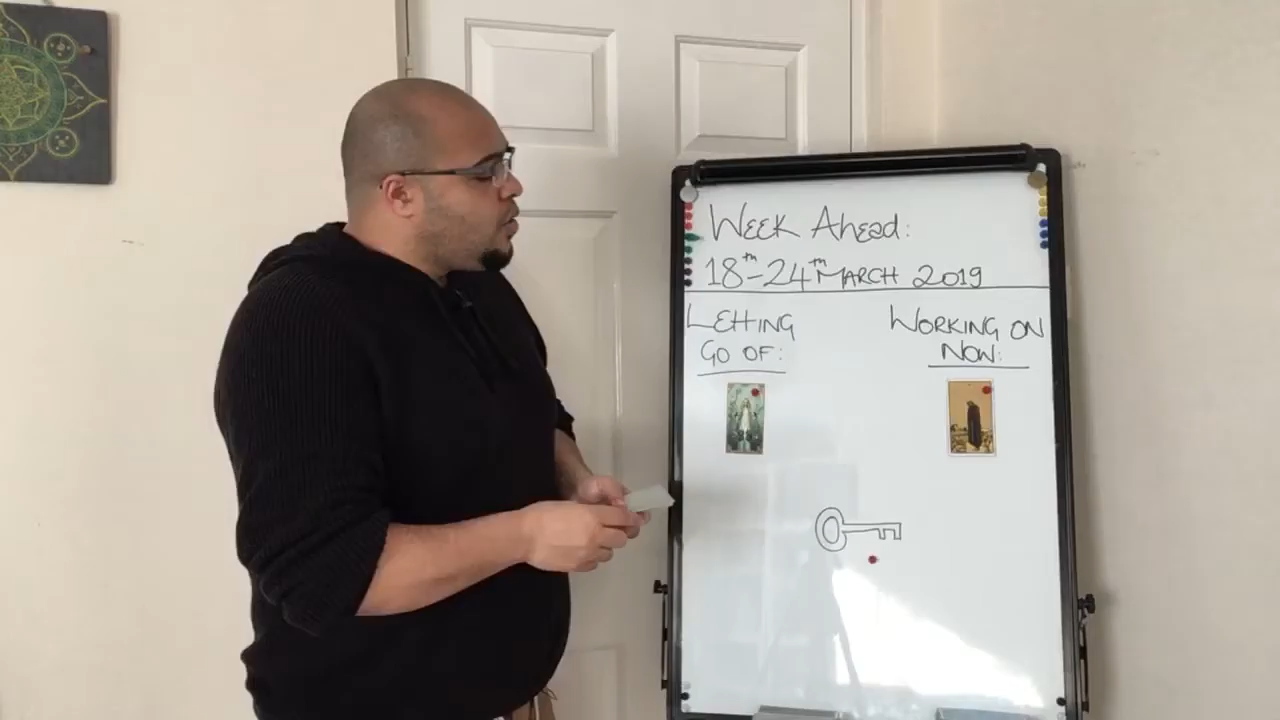 WEEK AHEAD:
18th-24th MARCH 2019
LETTING
GO OF:
WORKING ON
NOW: